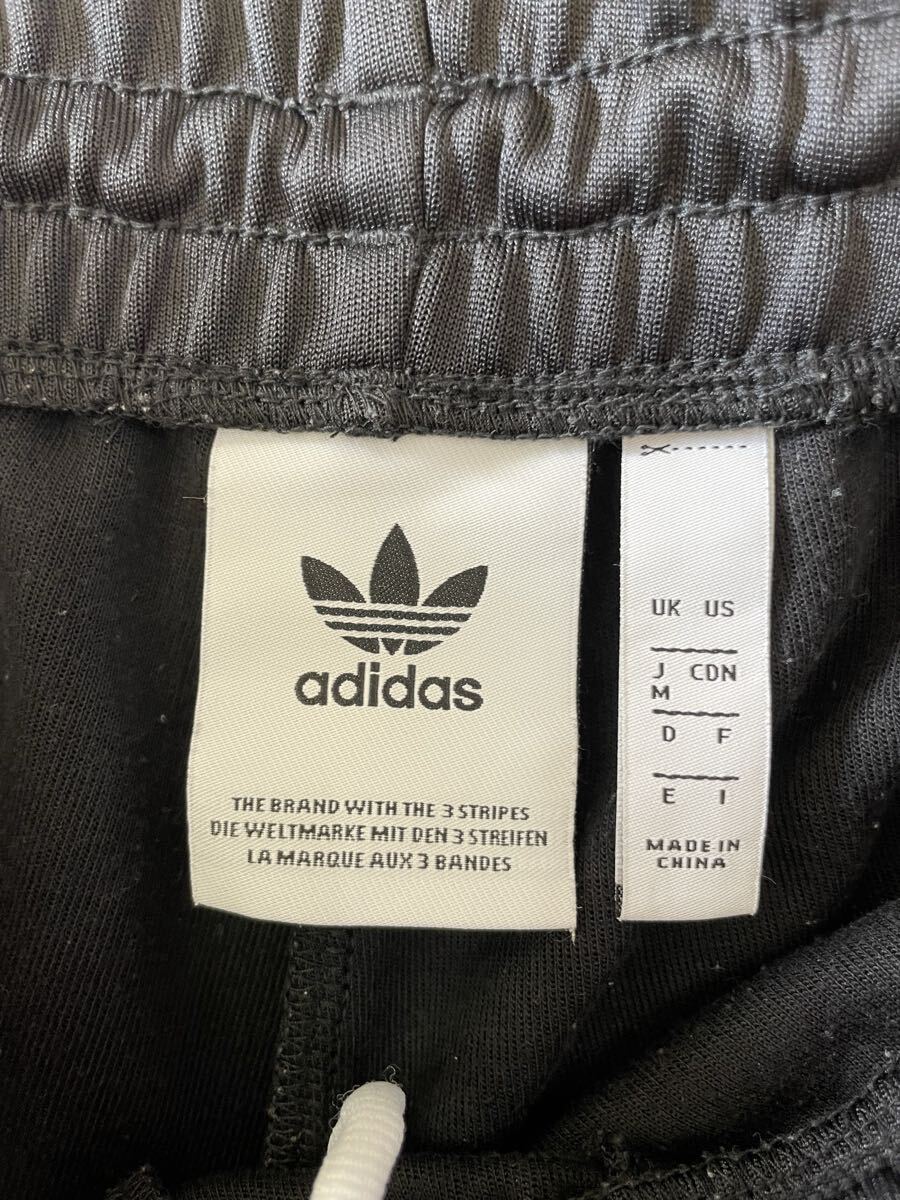 adidas
THE BRAND WITH THE 3 STRIPES
DIE WELTMARKE MIT DEN 3 STREIFEN
LA MARQUE AUX 3 BANDES
UK US
J CDN
M
D F
E I
MADE IN
CHINA